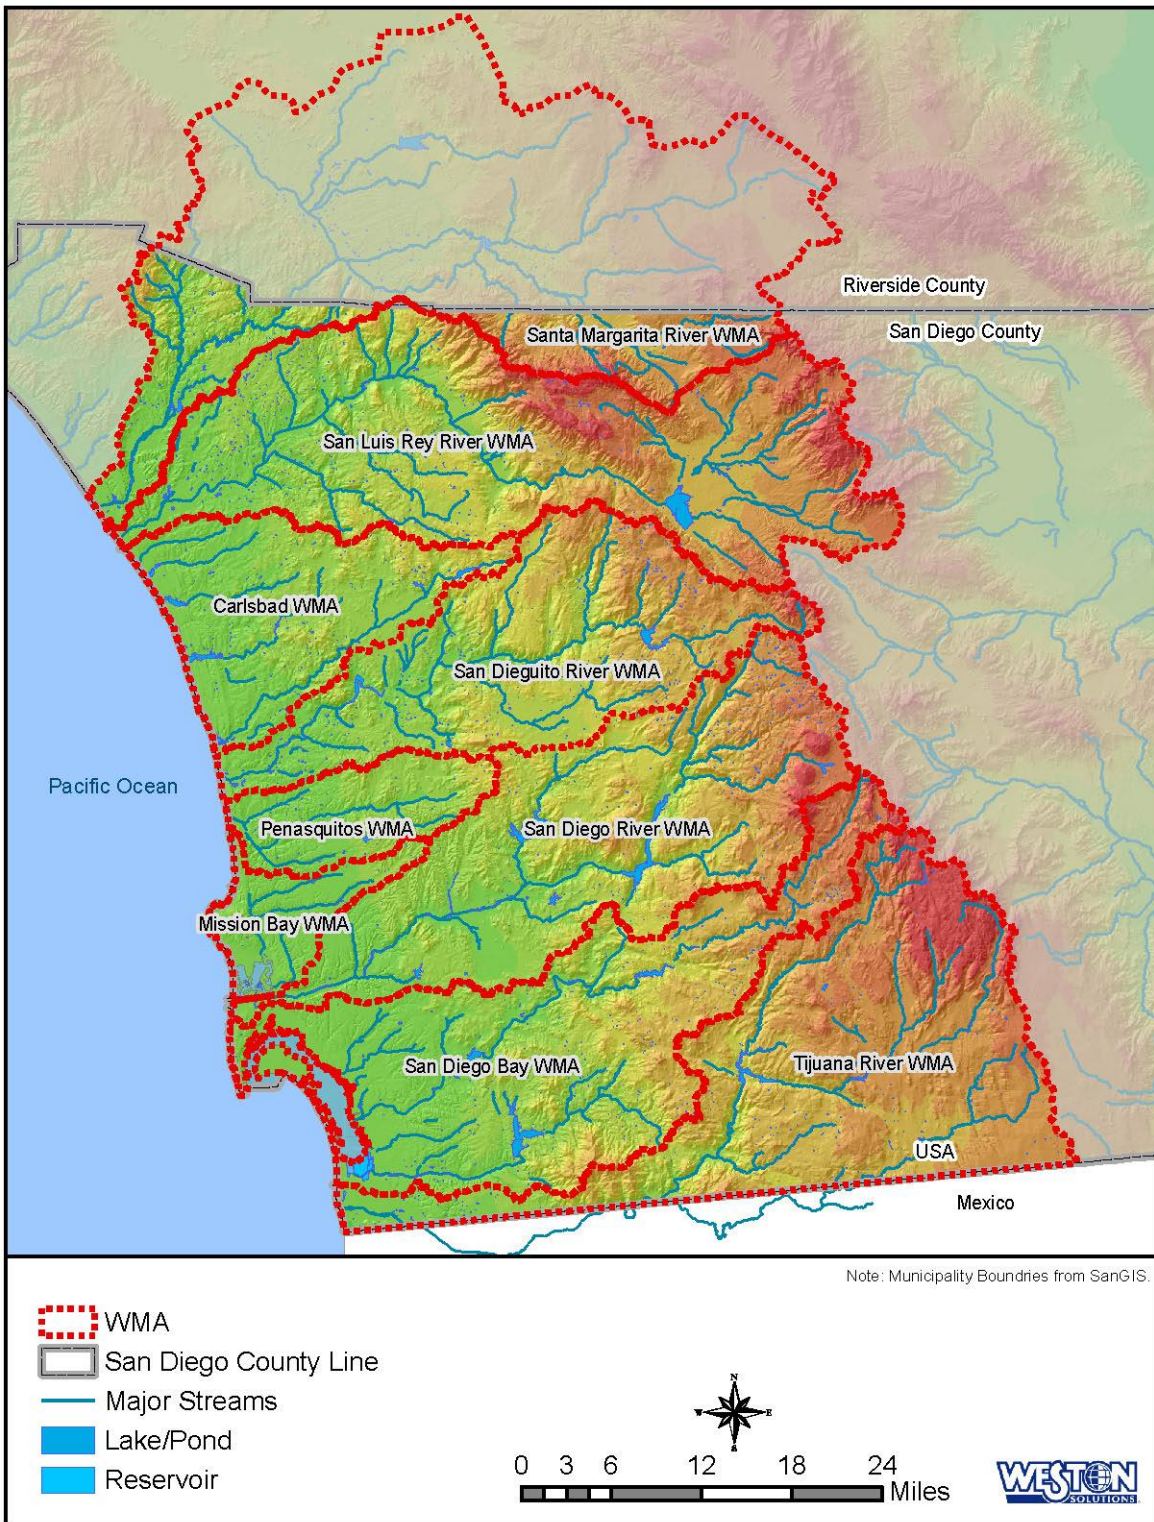 Riverside County
San Diego County
Santa Margarita River WMA
San Luis Rey River WMA
Carlsbad WMA
San Dieguito River WMA
Pacific Ocean
Penasquitos WMA
San Diego River WMA
Mission Bay WMA
San Diego Bay WMA
Tijuana River WMA
USA
Mexico
Note: Municipality Boundries from SanGIS.
WMA
San Diego County Line
Major Streams
Lake/Pond
Reservoir
N
W E
S
0 3 6 12 18 24
Miles
WESTON
SOLUTIONS